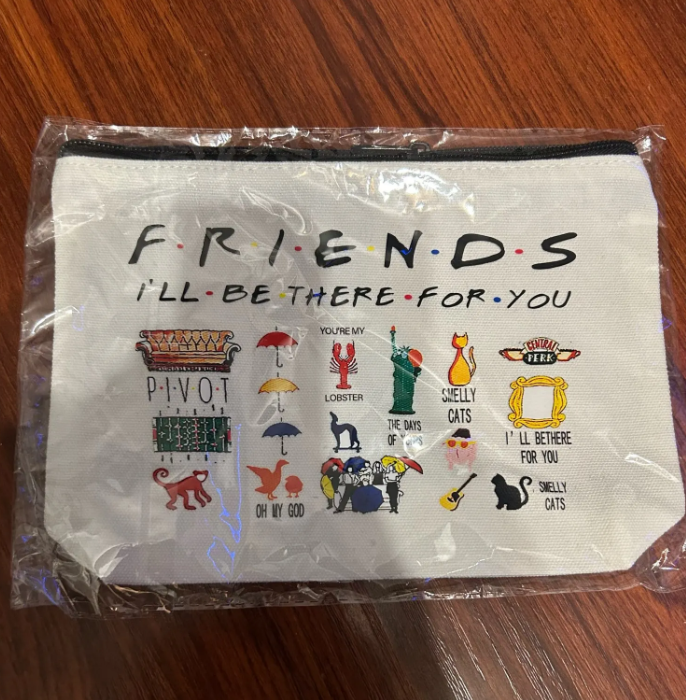 F·R·I·E·N·D·S
I'LL·BE·THERE·FOR·YOU
YOU'RE MY
LOBSTER
CENTRAL
PERK
P·I·V·O·T
SMELLY
CATS
THE DAYS
OF
I' LL BETHERE
FOR YOU
OH MY GOD
SMELLY
CATS